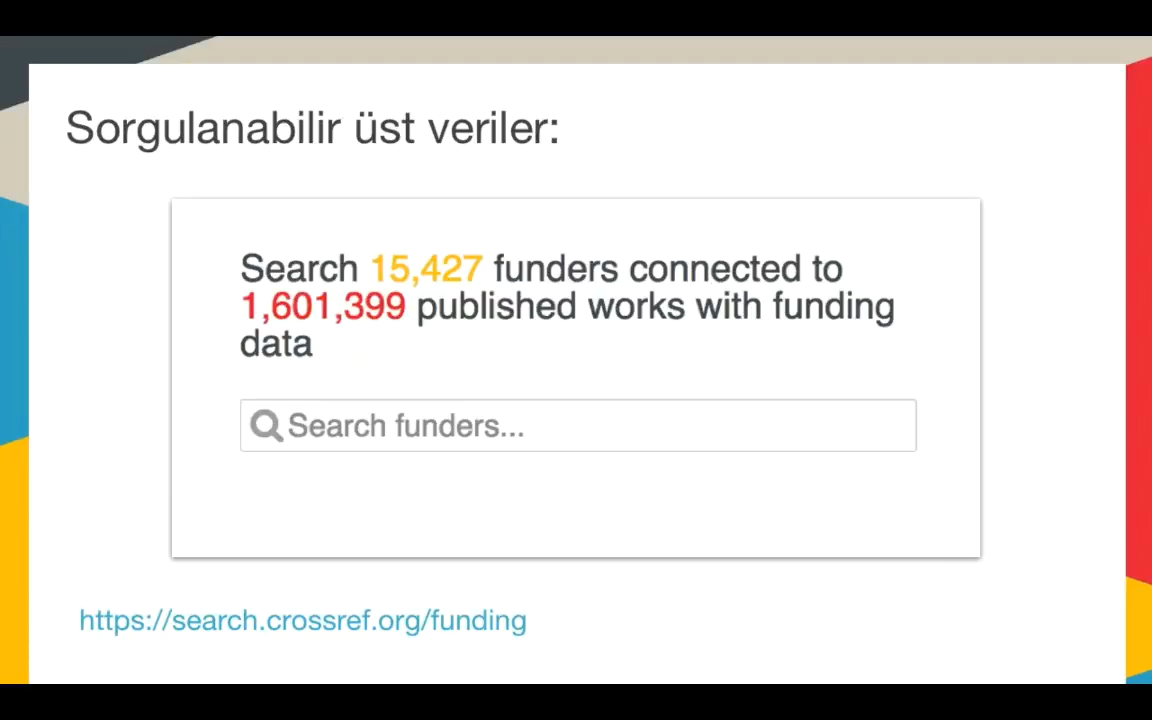 Sorgulanabilir üst veriler:
Search 15,427 funders connected to
1,601,399 published works with funding
data
Search funders...
https://search.crossref.org/funding